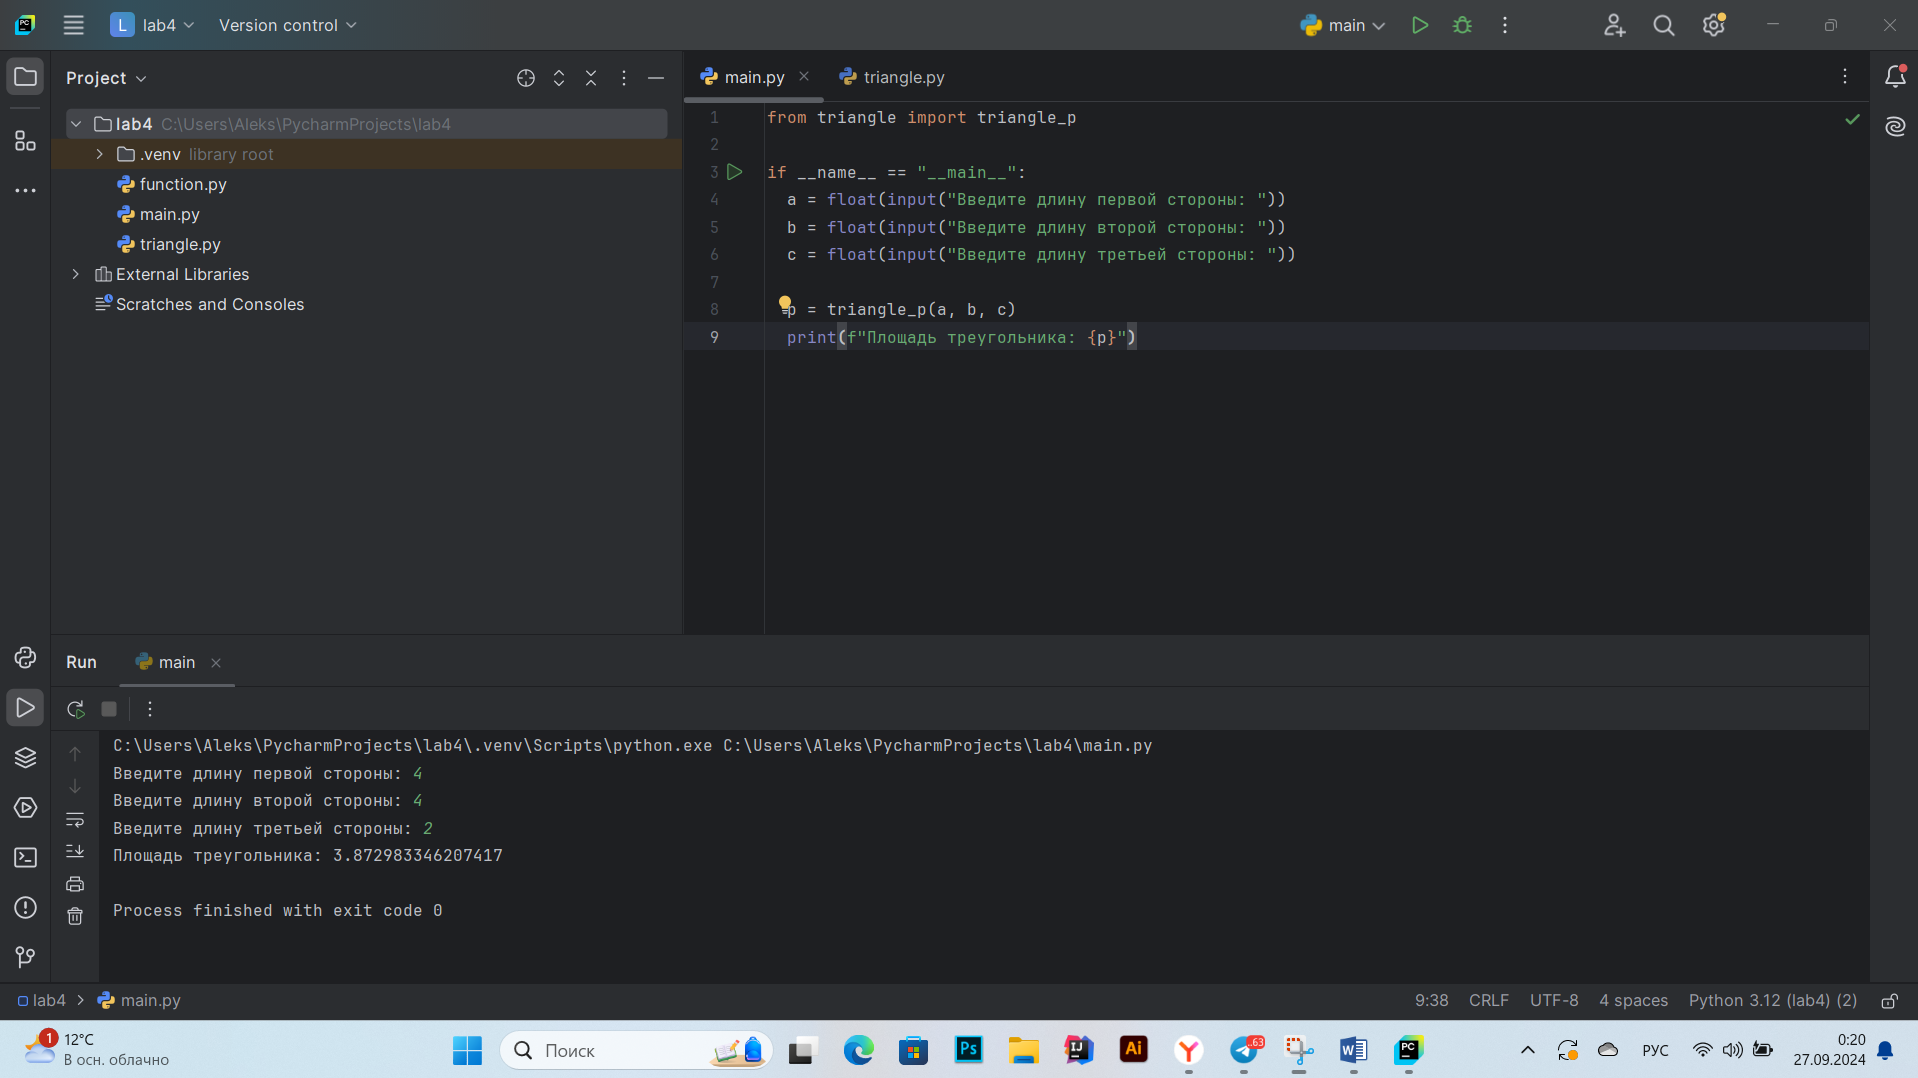 L lab4 Version control main
Project
lab4 C:\Users\Aleks\PycharmProjects\lab4
.venv library root
function.py
main.py
triangle.py
External Libraries
Scratches and Consoles
main.py triangle.py
1 from triangle import triangle_p
2
3 if __name__ == "__main__":
4 a = float(input("Введите длину первой стороны: "))
5 b = float(input("Введите длину второй стороны: "))
6 c = float(input("Введите длину третьей стороны: "))
7
8 p = triangle_p(a, b, c)
9 print(f"Площадь треугольника: {p}")
Run main
C:\Users\Aleks\PycharmProjects\lab4\.venv\Scripts\python.exe C:\Users\Aleks\PycharmProjects\lab4\main.py
Введите длину первой стороны: 4
Введите длину второй стороны: 4
Введите длину третьей стороны: 2
Площадь треугольника: 3.872983346207417
Process finished with exit code 0
lab4 main.py 9:38 CRLF UTF-8 4 spaces Python 3.12 (lab4) (2)
1 12°C
В осн. облачно
Поиск
Ps
IJ
Ai
Y
.63
W
PC
РУС
0:20
27.09.2024